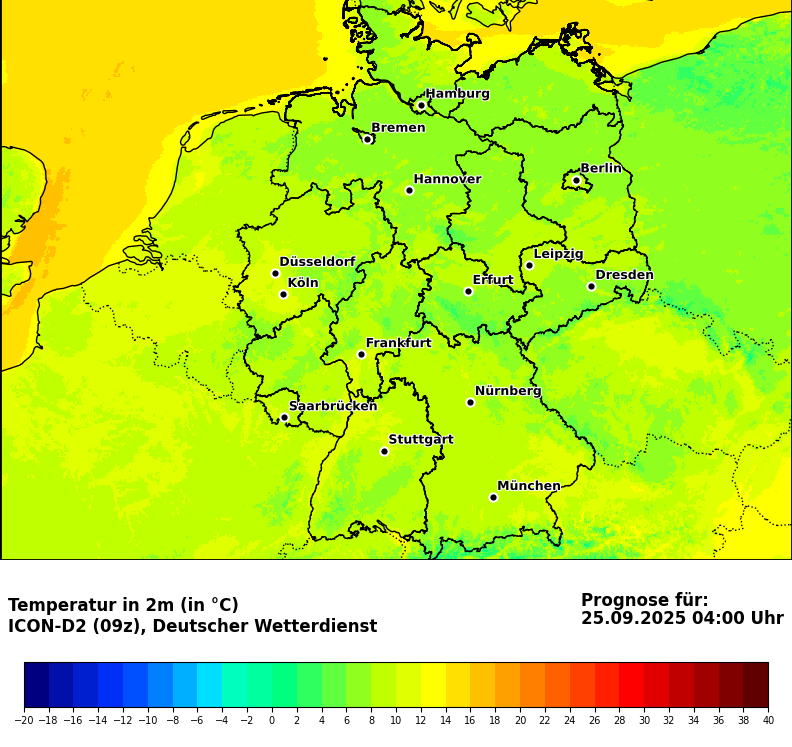 Hamburg
Bremen
Berlin
Hannover
Leipzig
Düsseldorf
Dresden
Köln
Erfurt
Frankfurt
Nürnberg
Saarbrücken
Stuttgart
München
Temperatur in 2m (in °C)
ICON-D2 (09z), Deutscher Wetterdienst
Prognose für:
25.09.2025 04:00 Uhr
−20 −18 −16 −14 −12 −10 −8 −6 −4 −2 0 2 4 6 8 10 12 14 16 18 20 22 24 26 28 30 32 34 36 38 40